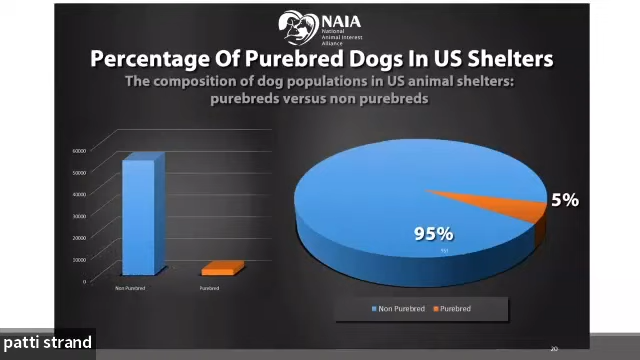 NAIA
National
Animal Interest
Alliance
Percentage Of Purebred Dogs In US Shelters
The composition of dog populations in US animal shelters:
purebreds versus non purebreds
60000
50000
40000
30000
20000
10000
0
Non Purebred
Purebred
5%
95%
Non Purebred
Purebred
patti strand
20